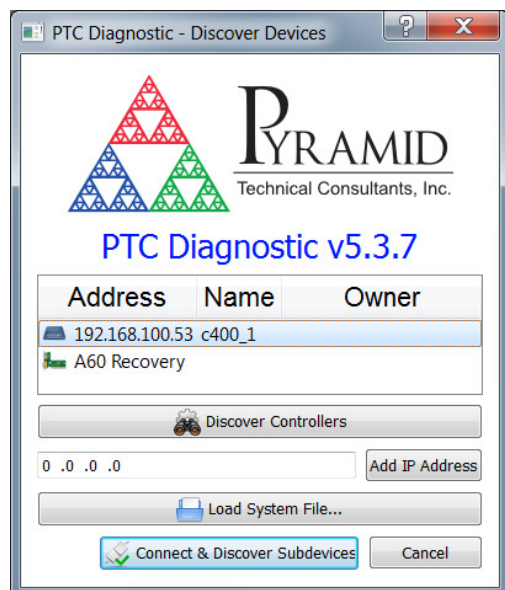 PTC Diagnostic - Discover Devices
PYRAMID
Technical Consultants, Inc.
PTC Diagnostic v5.3.7
Address Name Owner
192.168.100.53 c400_1
A60 Recovery
Discover Controllers
0 .0 .0 .0 Add IP Address
Load System File...
Connect & Discover Subdevices Cancel